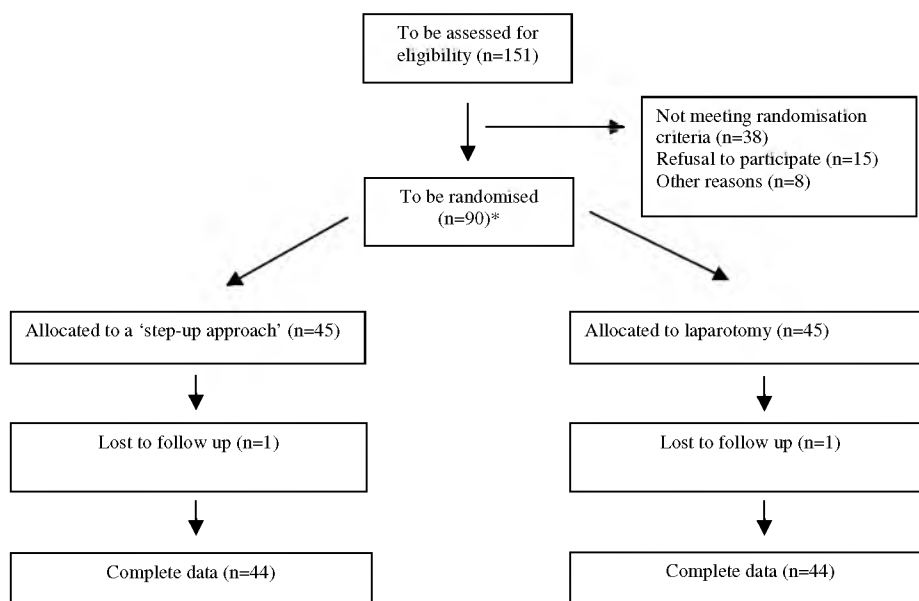 To be assessed for
eligibility (n=151)
Not meeting randomisation
criteria (n=38)
Refusal to participate (n=15)
Other reasons (n=8)
To be randomised
(n=90)*
Allocated to a ‘step-up approach’ (n=45)
Allocated to laparotomy (n=45)
Lost to follow up (n=1)
Lost to follow up (n=1)
Complete data (n=44)
Complete data (n=44)